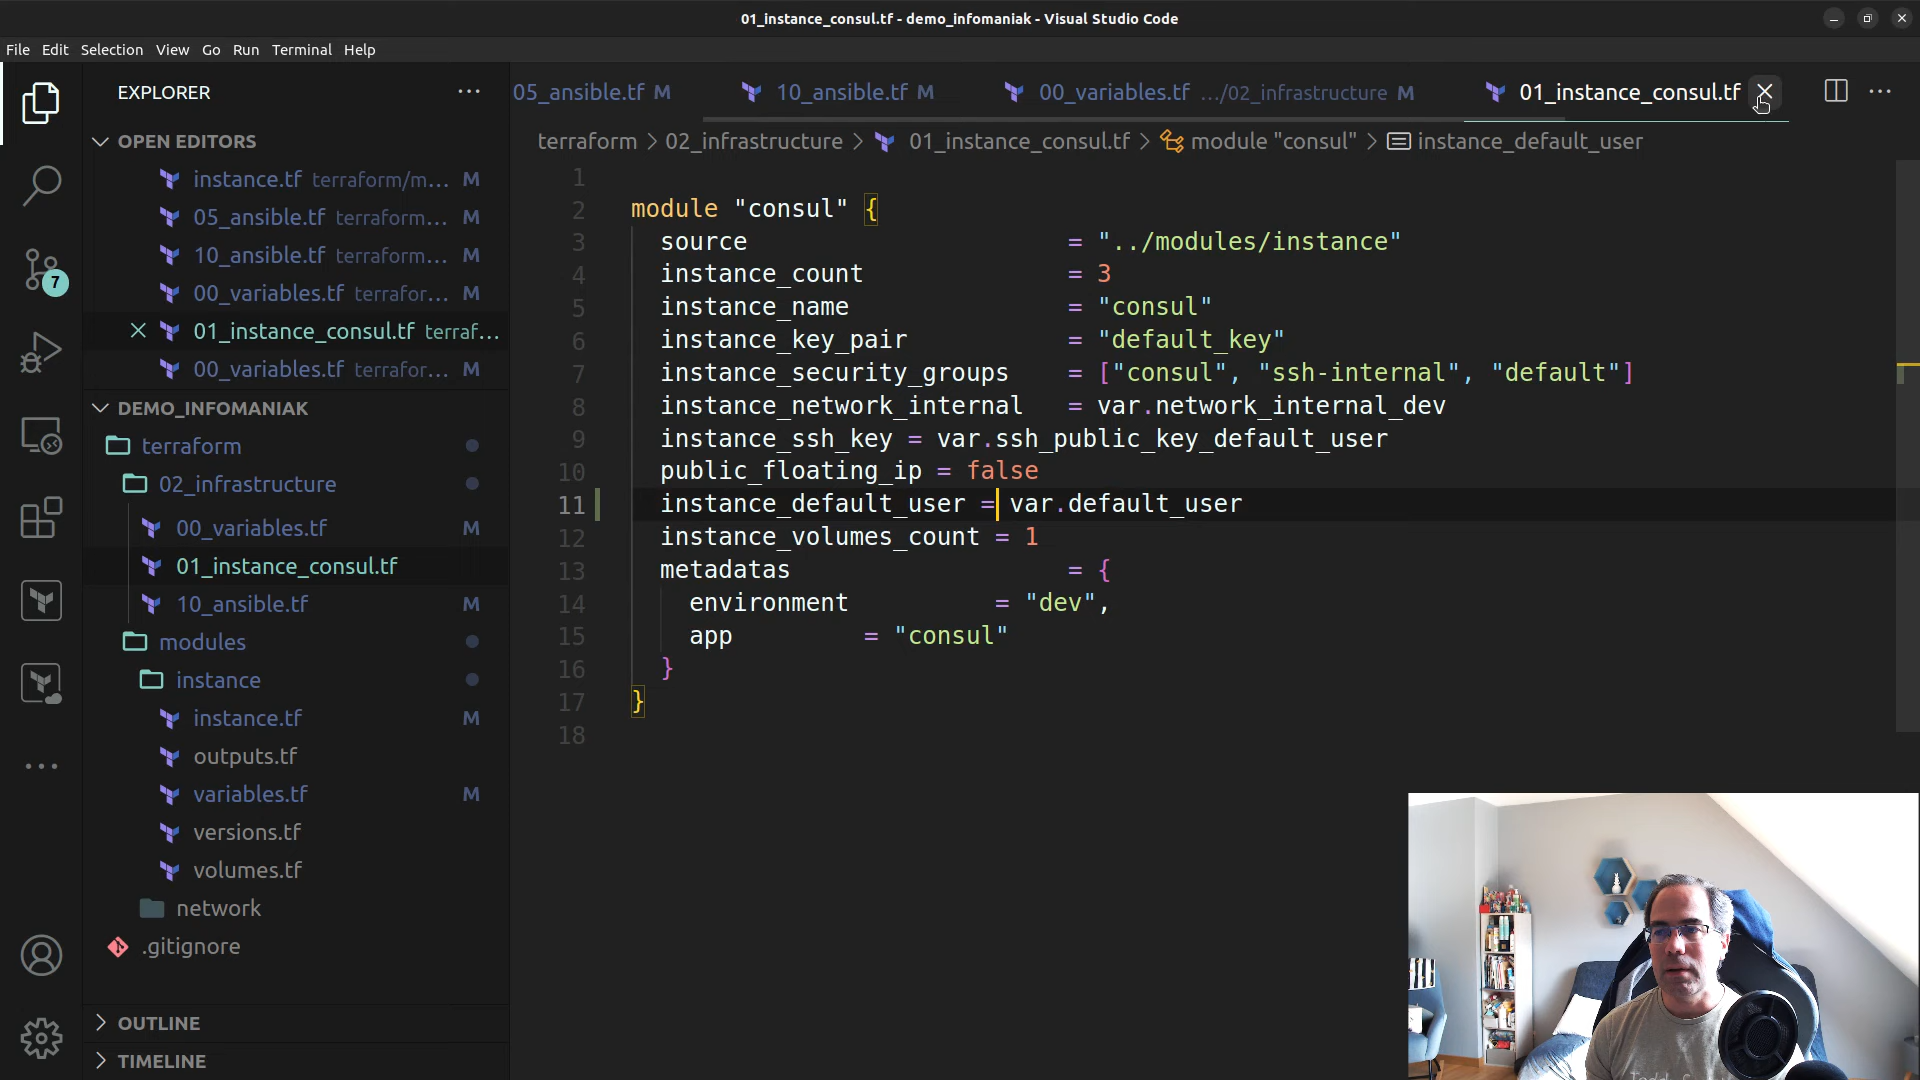 01_instance_consul.tf - demo_infomaniak - Visual Studio Code
File Edit Selection View Go Run Terminal Help
EXPLORER
OPEN EDITORS
instance.tf terraform/m... M
05_ansible.tf terraform... M
10_ansible.tf terraform... M
00_variables.tf terrafor... M
01_instance_consul.tf terraf...
00_variables.tf terrafor... M
DEMO_INFOMANIAK
terraform
02_infrastructure
00_variables.tf M
01_instance_consul.tf
10_ansible.tf M
modules
instance
instance.tf M
outputs.tf
variables.tf M
versions.tf
volumes.tf
network
.gitignore
OUTLINE
TIMELINE
7
05_ansible.tf M 10_ansible.tf M 00_variables.tf .../02_infrastructure M 01_instance_consul.tf
terraform > 02_infrastructure > 01_instance_consul.tf > module "consul" > instance_default_user
1
2 module "consul" {
3 source = "../modules/instance"
4 instance_count = 3
5 instance_name = "consul"
6 instance_key_pair = "default_key"
7 instance_security_groups = ["consul", "ssh-internal", "default"]
8 instance_network_internal = var.network_internal_dev
9 instance_ssh_key = var.ssh_public_key_default_user
10 public_floating_ip = false
11 instance_default_user = var.default_user
12 instance_volumes_count = 1
13 metadatas = {
14 environment = "dev",
15 app = "consul"
16 }
17 }
18